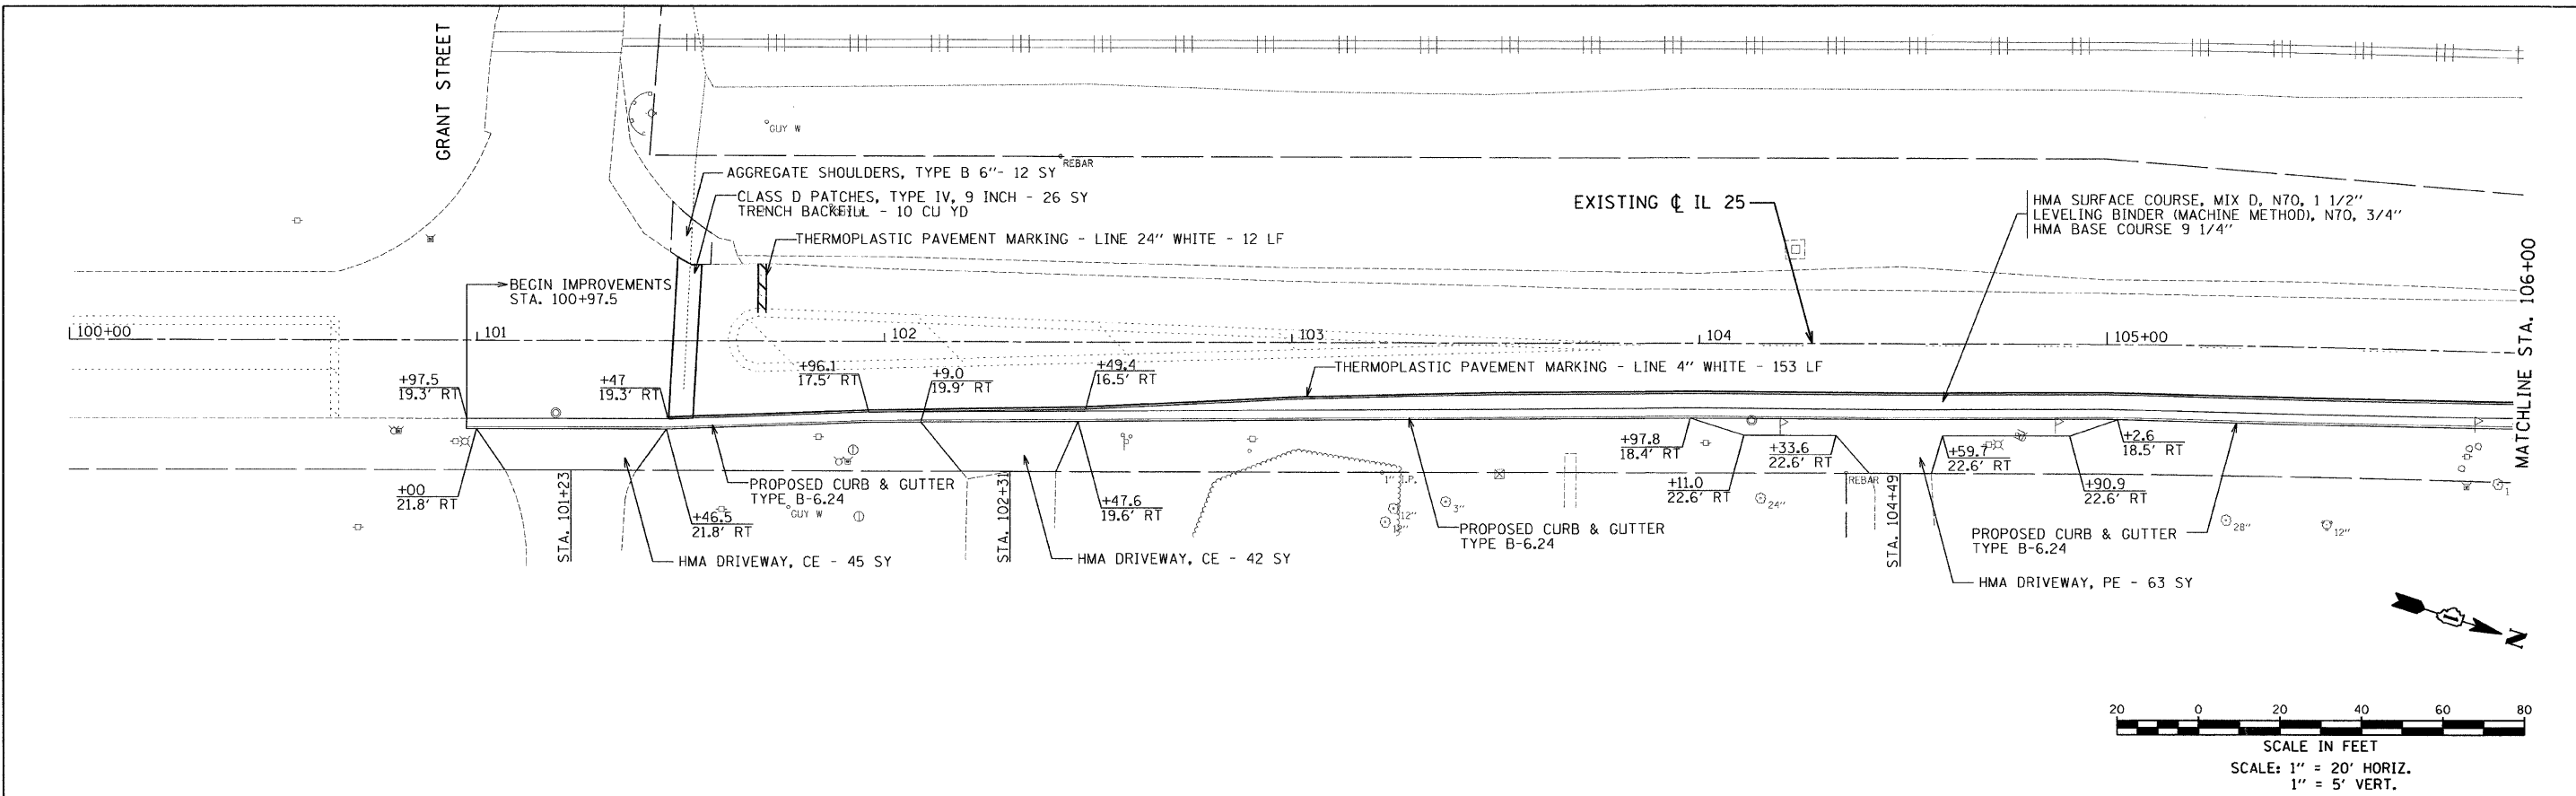 GRANT STREET
GUY W
REBAR
AGGREGATE SHOULDERS, TYPE B 6"- 12 SY
CLASS D PATCHES, TYPE IV, 9 INCH - 26 SY
TRENCH BACKFILL - 10 CU YD
THERMOPLASTIC PAVEMENT MARKING - LINE 24" WHITE - 12 LF
BEGIN IMPROVEMENTS
STA. 100+97.5
EXISTING ℄ IL 25
HMA SURFACE COURSE, MIX D, N70, 1 1/2"
LEVELING BINDER (MACHINE METHOD), N70, 3/4"
HMA BASE COURSE 9 1/4"
MATCHLINE STA. 106+00
100+00
101
102
103
104
105+00
THERMOPLASTIC PAVEMENT MARKING - LINE 4" WHITE - 153 LF
+97.5
19.3' RT
+47
19.3' RT
+96.1
17.5' RT
+9.0
19.9' RT
+49.4
16.5' RT
+97.8
18.4' RT
+33.6
22.6' RT
+59.7
22.6' RT
+2.6
18.5' RT
+00
21.8' RT
STA. 101+23
+46.5
21.8' RT
PROPOSED CURB & GUTTER
TYPE B-6.24
GUY W
STA. 102+31
+47.6
19.6' RT
1" I.P.
3"
12"
12"
PROPOSED CURB & GUTTER
TYPE B-6.24
+11.0
22.6' RT
24"
REBAR
STA. 104+49
+90.9
22.6' RT
PROPOSED CURB & GUTTER
TYPE B-6.24
28"
12"
1
HMA DRIVEWAY, CE - 45 SY
HMA DRIVEWAY, CE - 42 SY
HMA DRIVEWAY, PE - 63 SY
N
20 0 20 40 60 80
SCALE IN FEET
SCALE: 1" = 20' HORIZ.
1" = 5' VERT.